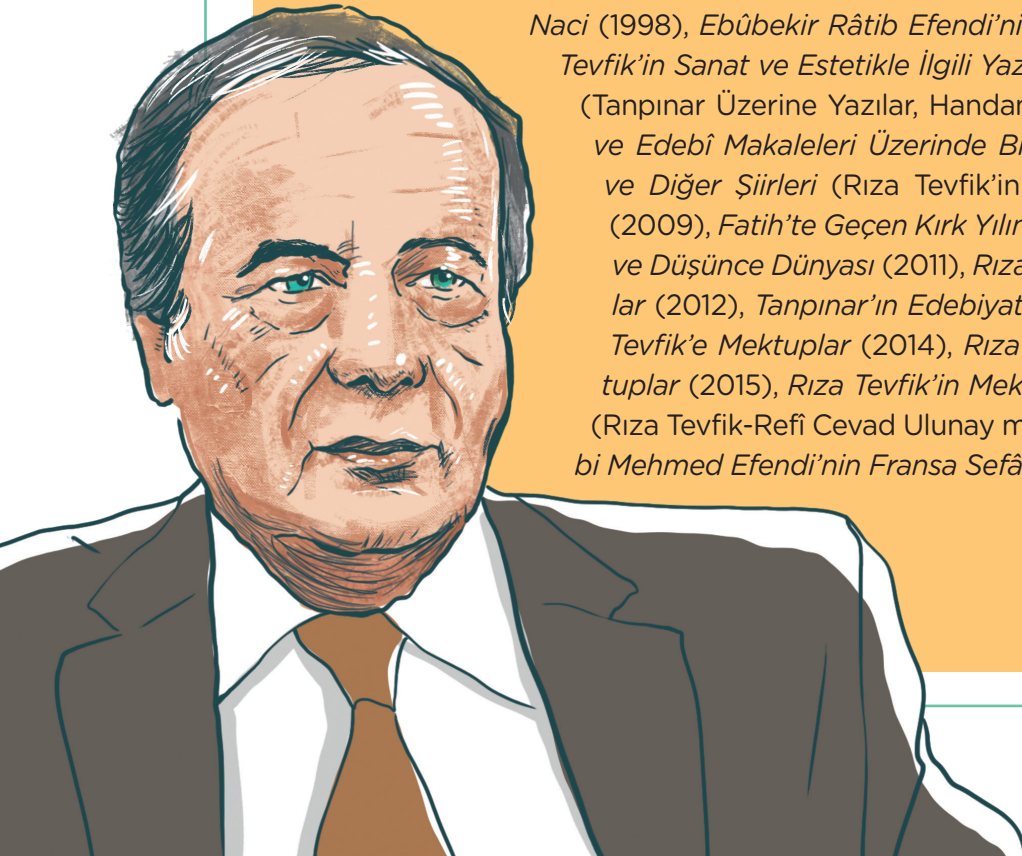 Naci (1998), Ebûbekir Râtib Efendi’ni
Tevfik’in Sanat ve Estetikle İlgili Yaz
(Tanpınar Üzerine Yazılar, Handan
ve Edebî Makaleleri Üzerinde Bi
ve Diğer Şiirleri (Rıza Tevfik’in
(2009), Fatih’te Geçen Kırk Yılın
ve Düşünce Dünyası (2011), Rıza
lar (2012), Tanpınar’ın Edebiyat
Tevfik’e Mektuplar (2014), Rıza
tuplar (2015), Rıza Tevfik’in Mek
(Rıza Tevfik-Refî Cevad Ulunay m
bi Mehmed Efendi’nin Fransa Sefâ